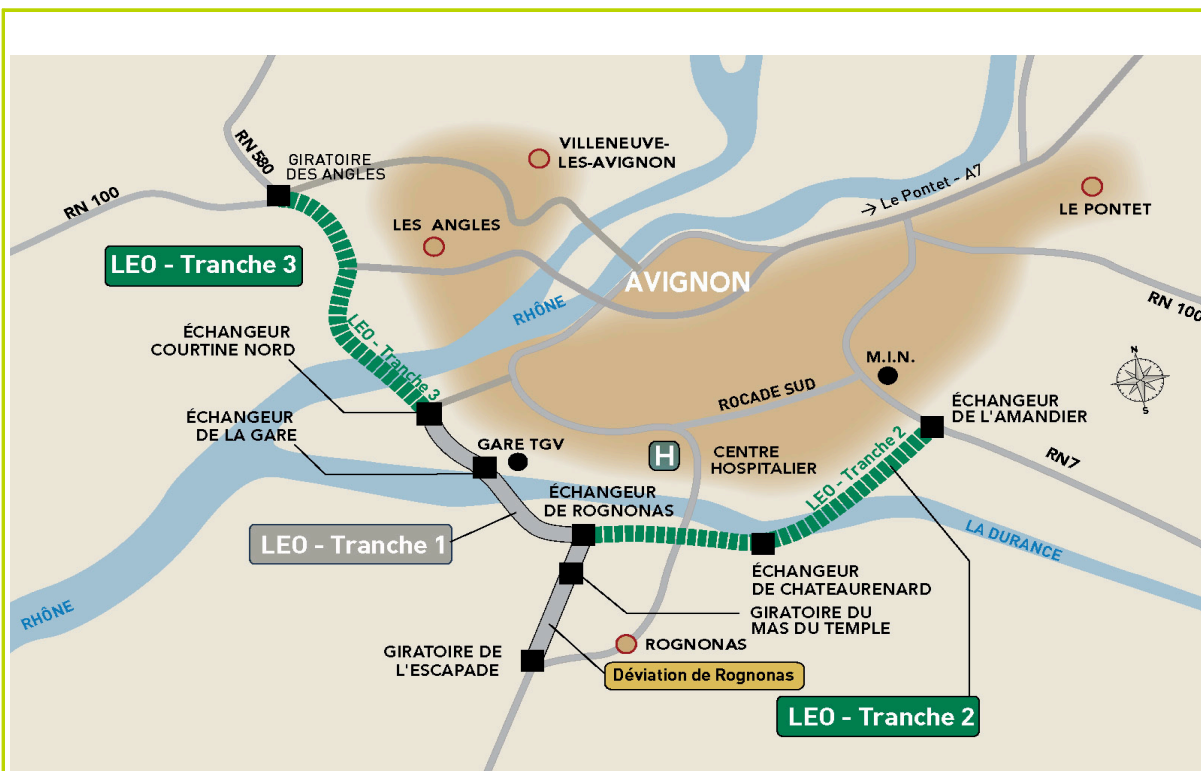 RN 580
GIRATOIRE
DES ANGLES
VILLENEUVE-
LES-AVIGNON
RN 100
→ Le Pontet - A7
LE PONTET
LES ANGLES
LEO - Tranche 3
AVIGNON
RHÔNE
RN 100
ÉCHANGEUR
COURTINE NORD
LEO - Tranche 3
M.I.N.
N
S
ROCADE SUD
ÉCHANGEUR
DE L'AMANDIER
ÉCHANGEUR
DE LA GARE
GARE TGV
H
CENTRE
HOSPITALIER
LEO - Tranche 2
RN7
ÉCHANGEUR
DE ROGNONAS
LEO - Tranche 1
LA DURANCE
ÉCHANGEUR
DE CHATEAURENARD
RHÔNE
GIRATOIRE DU
MAS DU TEMPLE
ROGNONAS
GIRATOIRE DE
L'ESCAPADE
Déviation de Rognonas
LEO - Tranche 2